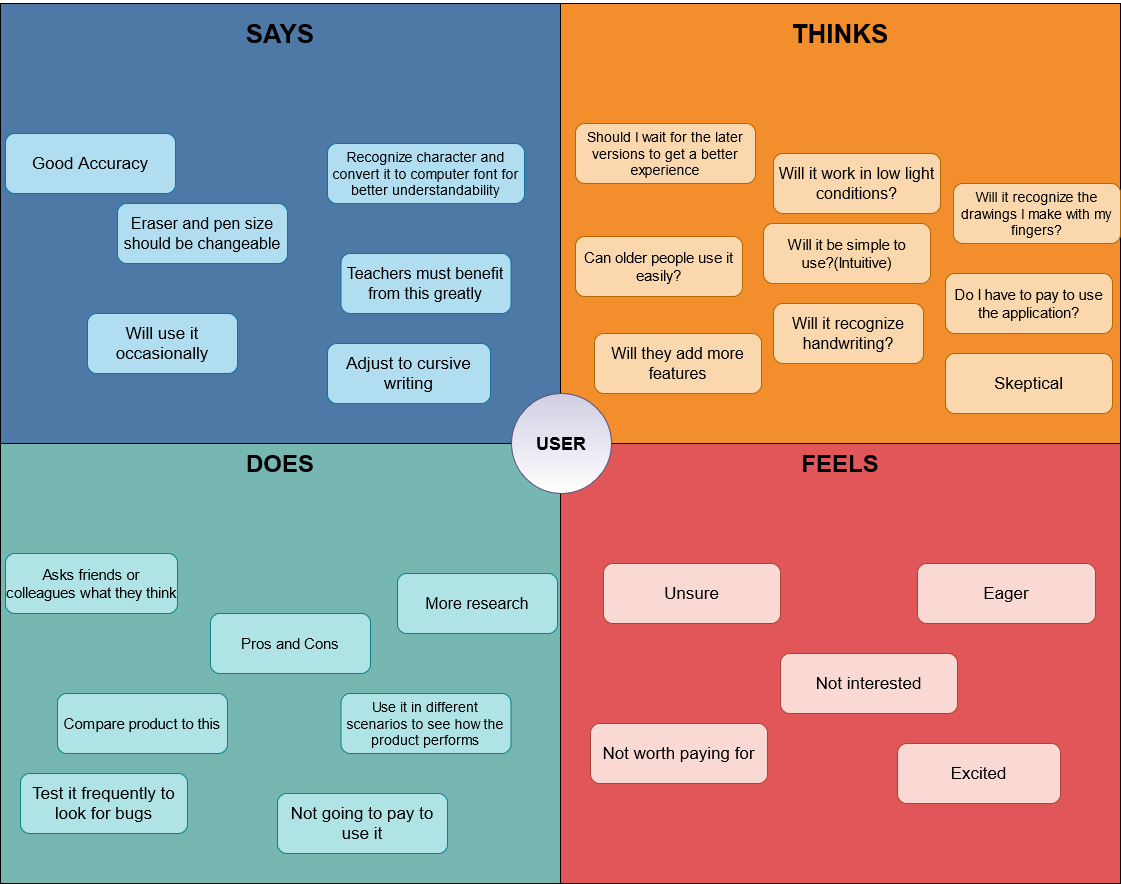 SAYS
Good Accuracy
Recognize character and
convert it to computer font for
better understandability
Eraser and pen size
should be changeable
Teachers must benefit
from this greatly
Will use it
occasionally
Adjust to cursive
writing
THINKS
Should I wait for the later
versions to get a better
experience
Will it work in low light
conditions?
Will it recognize the
drawings I make with my
fingers?
Can older people use it
easily?
Will it be simple to
use?(Intuitive)
Do I have to pay to use
the application?
Will it recognize
handwriting?
Will they add more
features
Skeptical
USER
DOES
Asks friends or
colleagues what they think
More research
Pros and Cons
Compare product to this
Use it in different
scenarios to see how the
product performs
Test it frequently to
look for bugs
Not going to pay to
use it
FEELS
Unsure
Eager
Not interested
Not worth paying for
Excited